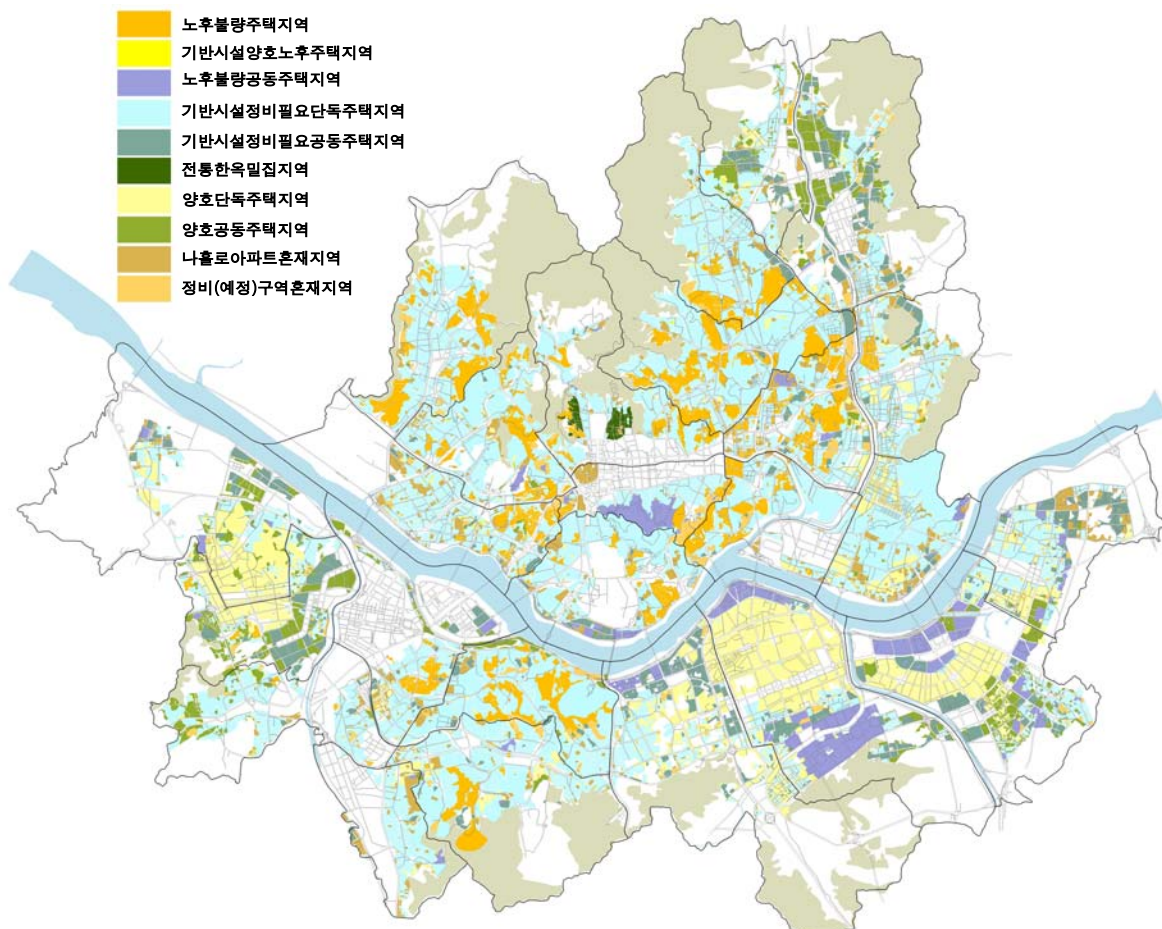 노후불량주택지역
기반시설양호노후주택지역
노후불량공동주택지역
기반시설정비필요단독주택지역
기반시설정비필요공동주택지역
전통한옥밀집지역
양호단독주택지역
양호공동주택지역
나홀로아파트혼재지역
정비(예정)구역혼재지역